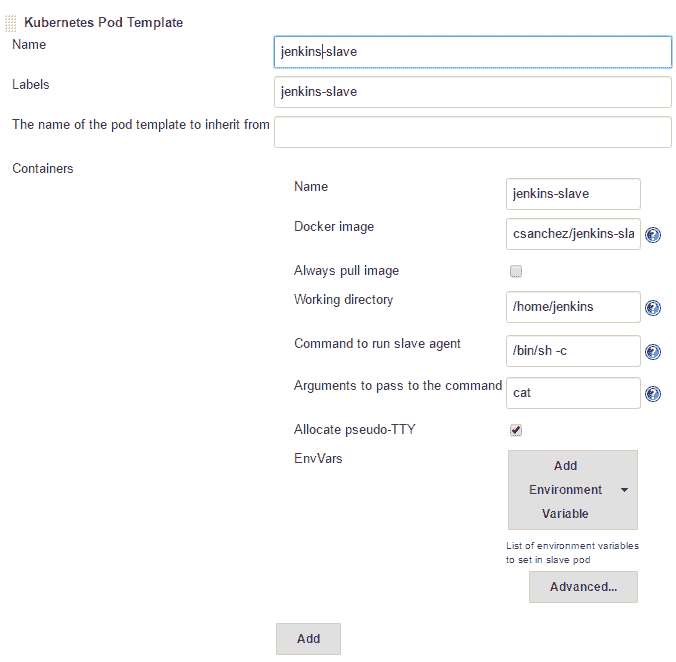 Kubernetes Pod Template
Name
jenkins-slave
Labels
jenkins-slave
The name of the pod template to inherit from
Containers
Name
jenkins-slave
Docker image
csanchez/jenkins-sla
Always pull image
Working directory
/home/jenkins
Command to run slave agent
/bin/sh -c
Arguments to pass to the command
cat
Allocate pseudo-TTY
EnvVars
Add
Environment
Variable
List of environment variables
to set in slave pod
Advanced...
Add